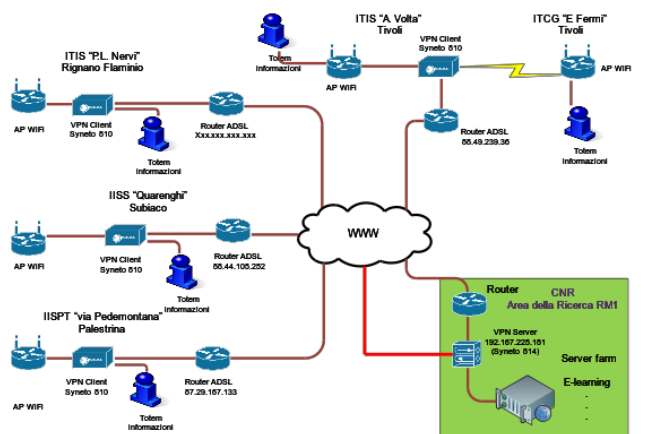 ITIS "A. Volta"
Tivoli
ITCG "E Fermi"
Tivoli
VPN Client
Syneto 810
Totem
informazioni
AP WiFi
AP WiFi
Router ADSL
88.49.239.36
Totem
informazioni
ITIS "P.L. Nervi"
Rignano Flaminio
AP WiFi
VPN Client
Syneto 810
Router ADSL
Xxx.xxx.xxx.xxx
Totem
informazioni
IISS "Quarenghi"
Subiaco
AP WiFi
VPN Client
Syneto 810
Router ADSL
88.44.108.252
Totem
informazioni
WWW
IISPT "via Pedemontana"
Palestrina
AP WiFi
VPN Client
Syneto 810
Router ADSL
87.29.167.133
Totem
informazioni
Router
CNR
Area della Ricerca RM1
VPN Server
192.167.225.181
(Syneto 814)
Server farm
E-learning
.
.
.